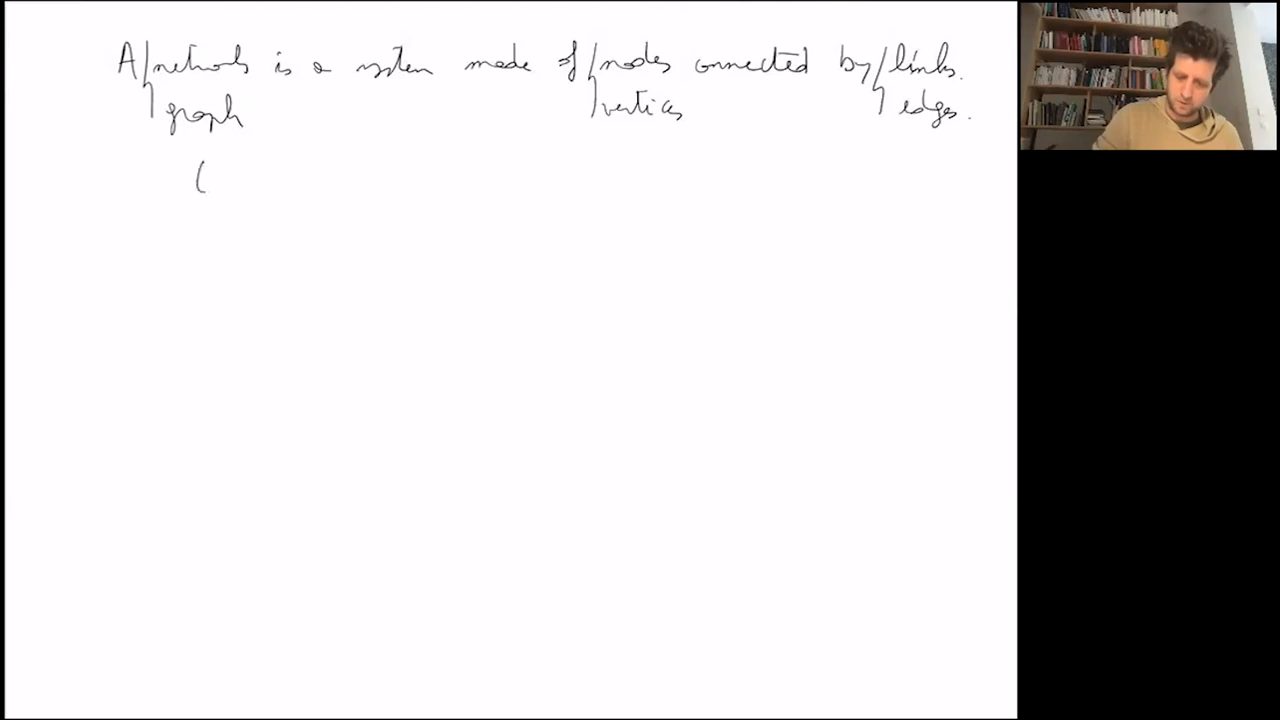 A/network is a system made of/nodes connected by/links.
graph vertices edges.
(